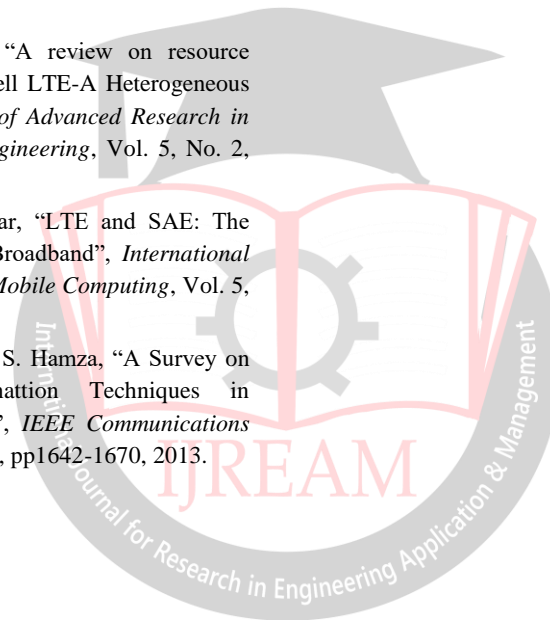 “A review on resource
ell LTE-A Heterogeneous
of Advanced Research in
gineering, Vol. 5, No. 2,
ar, “LTE and SAE: The
Broadband”, International
Mobile Computing, Vol. 5,
S. Hamza, “A Survey on
nattion Techniques in
”, IEEE Communications
, pp1642-1670, 2013.
IJREAM
International Journal for Research in Engineering Application & Management